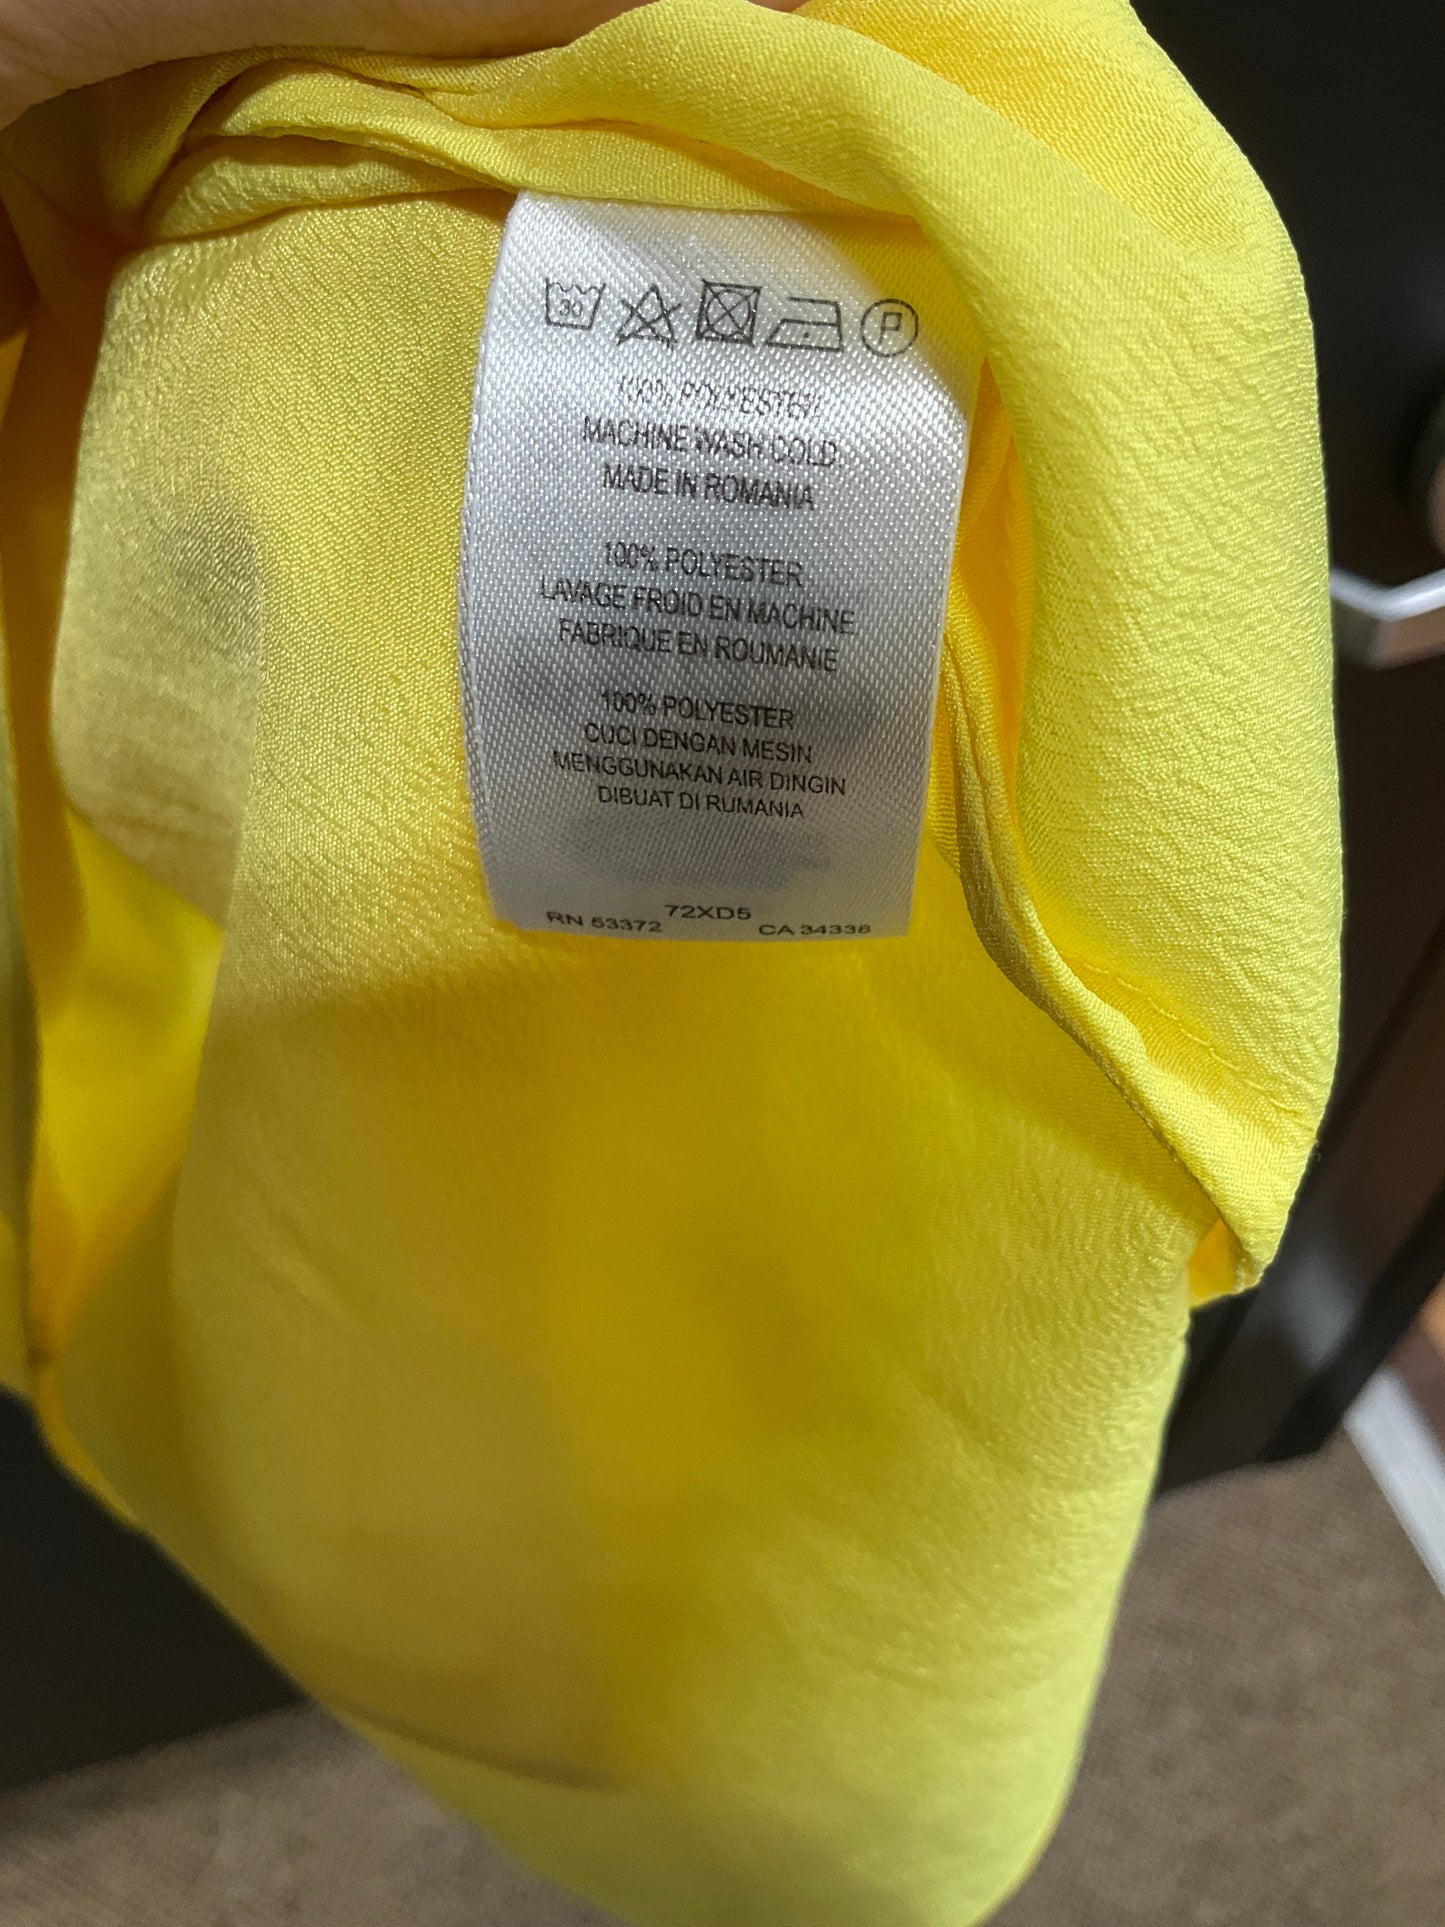 30 P
100% POLYESTER
MACHINE WASH COLD
MADE IN ROMANIA
100% POLYESTER
LAVAGE FROID EN MACHINE
FABRIQUE EN ROUMANIE
100% POLYESTER
CUCI DENGAN MESIN
MENGGUNAKAN AIR DINGIN
DIBUAT DI RUMANIA
RN 53372 72XD5 CA 34338